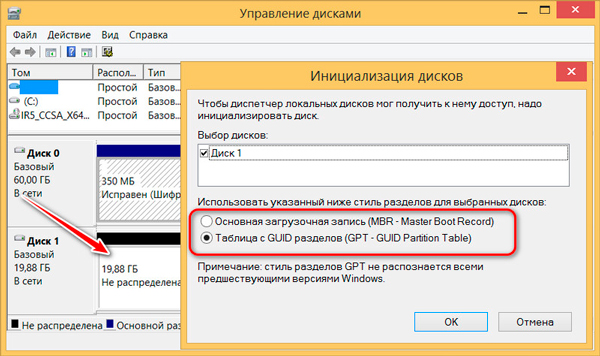 Управление дисками
Файл Действие Вид Справка
Том Распол... Тип
Простой Базов...
(C:) Простой Базов...
IR5_CCSA_X64... Простой Базов...
Диск 0
Базовый
60,00 ГБ
В сети
350 МБ
Исправен (Шифр
Диск 1
Базовый
19,88 ГБ
В сети
19,88 ГБ
Не распределена
Не распределена Основной раз
Инициализация дисков
Чтобы диспетчер локальных дисков мог получить к нему доступ, надо
инициализировать диск.
Выбор дисков:
Диск 1
Использовать указанный ниже стиль разделов для выбранных дисков:
Основная загрузочная запись (MBR - Master Boot Record)
Таблица с GUID разделов (GPT - GUID Partition Table)
Примечание: стиль разделов GPT не распознается всеми
предшествующими версиями Windows.
ОК Отмена